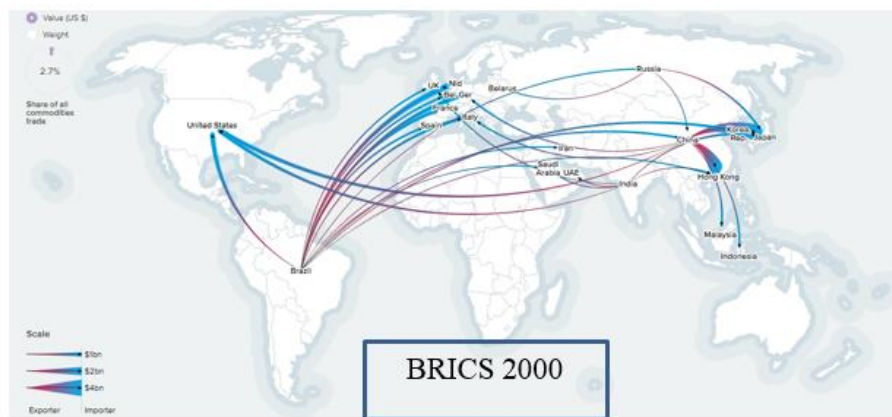 Value (US $)
Weight
2.7%
Share of all
commodities
trade
United States
UK
Nld
Bel
Ger
France
Spain
Italy
Belarus
Russia
Iran
Saudi
Arabia
UAE
India
China
Korea
Rep.
Japan
Hong Kong
Malaysia
Indonesia
Brazil
Scale
$1bn
$2bn
$4bn
Exporter
Importer
BRICS 2000